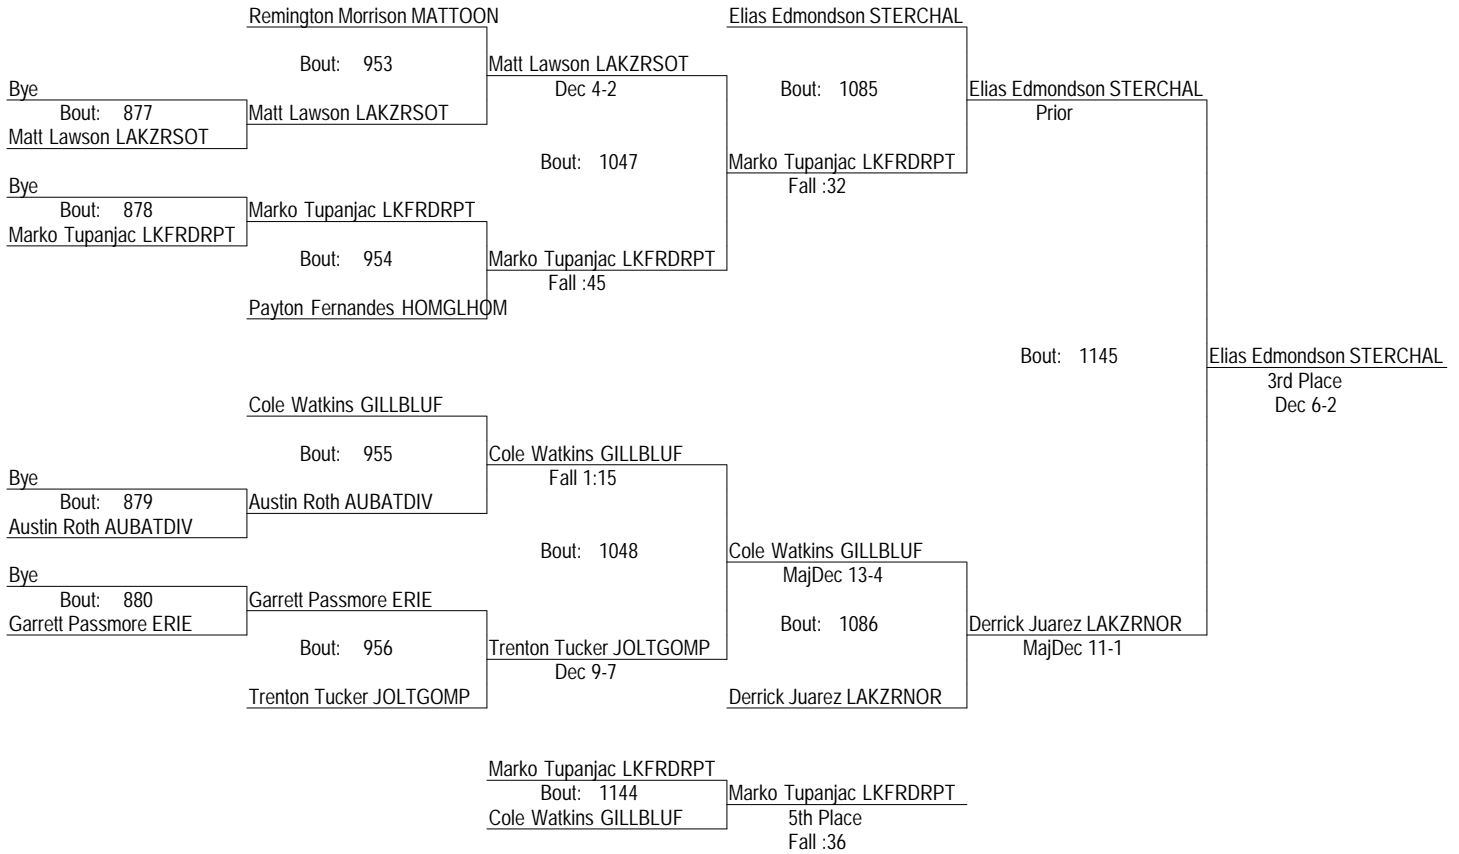 Remington Morrison MATTOON
Elias Edmondson STERCHAL
Bout: 953
Matt Lawson LAKZRSOT
Dec 4-2
Bout: 1085
Elias Edmondson STERCHAL
Prior
Bye
Bout: 877
Matt Lawson LAKZRSOT
Matt Lawson LAKZRSOT
Bout: 1047
Marko Tupanjac LKFRDRPT
Fall :32
Bye
Bout: 878
Marko Tupanjac LKFRDRPT
Marko Tupanjac LKFRDRPT
Bout: 954
Marko Tupanjac LKFRDRPT
Fall :45
Payton Fernandes HOMGLHOM
Bout: 1145
Elias Edmondson STERCHAL
3rd Place
Dec 6-2
Cole Watkins GILLBLUF
Bout: 955
Cole Watkins GILLBLUF
Fall 1:15
Bye
Bout: 879
Austin Roth AUBATDIV
Austin Roth AUBATDIV
Bout: 1048
Cole Watkins GILLBLUF
MajDec 13-4
Bye
Bout: 880
Garrett Passmore ERIE
Garrett Passmore ERIE
Bout: 1086
Derrick Juarez LAKZRNOR
MajDec 11-1
Bout: 956
Trenton Tucker JOLTGOMP
Dec 9-7
Trenton Tucker JOLTGOMP
Derrick Juarez LAKZRNOR
Marko Tupanjac LKFRDRPT
Bout: 1144
Marko Tupanjac LKFRDRPT
Cole Watkins GILLBLUF
5th Place
Fall :36